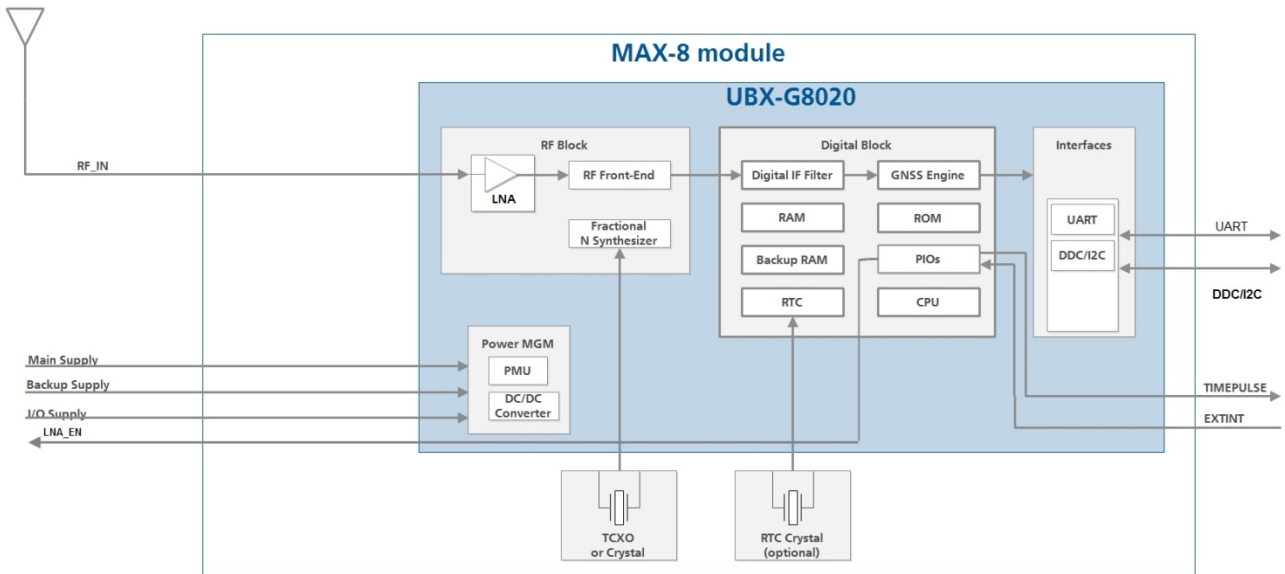 MAX-8 module
UBX-G8020
RF Block
Digital Block
Interfaces
RF_IN
LNA
RF Front-End
Digital IF Filter
GNSS Engine
Fractional
N Synthesizer
RAM
ROM
UART
UART
Backup RAM
PIOs
DDC/I2C
DDC/I2C
RTC
CPU
Power MGM
Main Supply
PMU
Backup Supply
DC/DC
Converter
TIMEPULSE
I/O Supply
EXTINT
LNA_EN
TCXO
or Crystal
RTC Crystal
(optional)